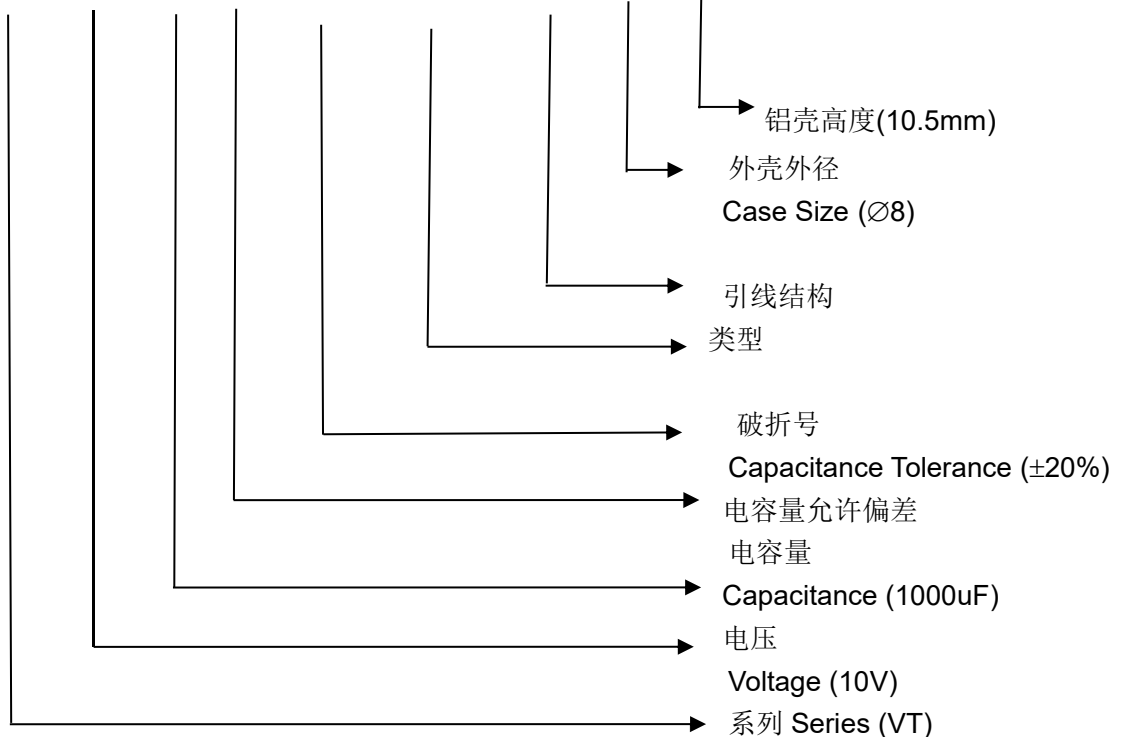 铝壳高度(10.5mm)
外壳外径
Case Size (∅8)
引线结构
类型
破折号
Capacitance Tolerance (±20%)
电容量允许偏差
电容量
Capacitance (1000uF)
电压
Voltage (10V)
系列 Series (VT)